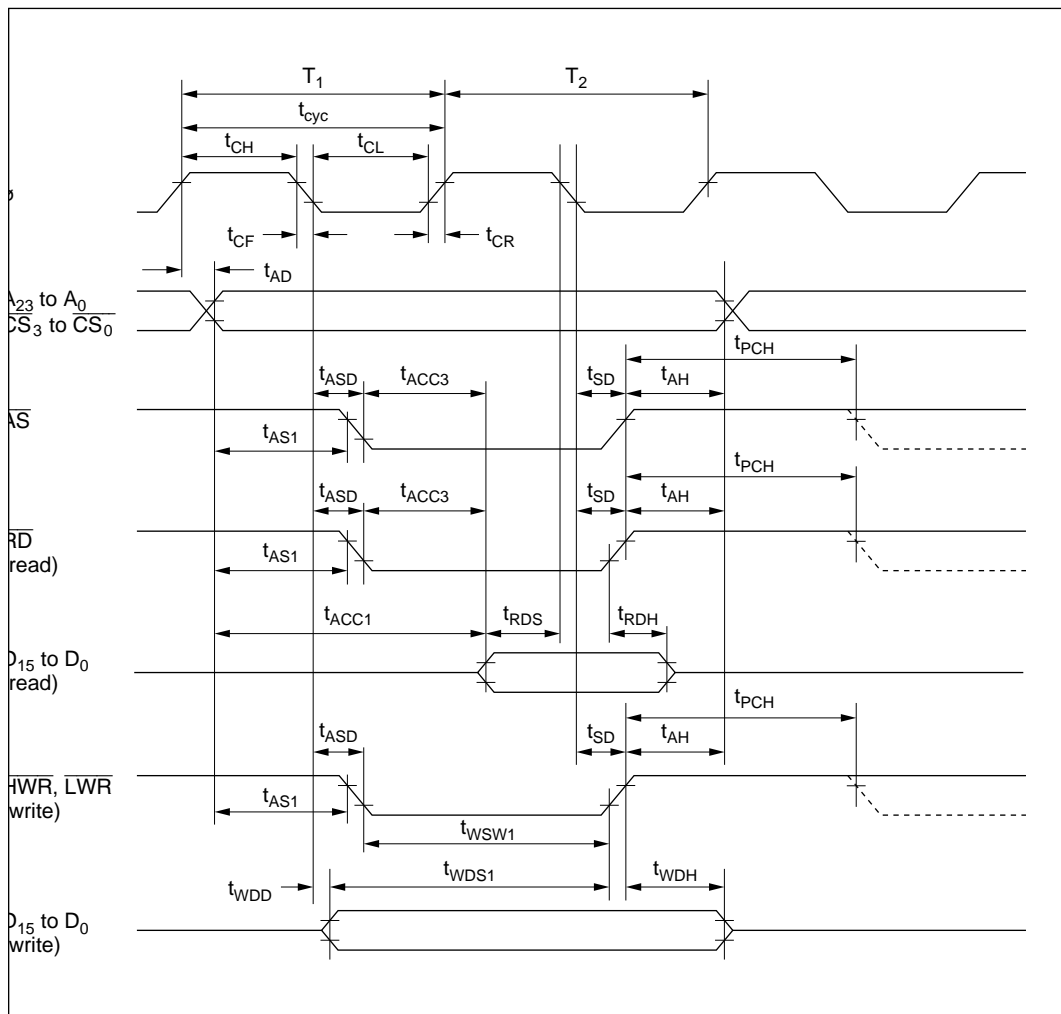 T1 T2
tcyc
tCH tCL
ø
tCF tCR
tAD
A23 to A0
CS3 to CS0
tPCH
tASD tACC3 tSD tAH
AS
tAS1
tPCH
tASD tACC3 tSD tAH
RD
read)
tAS1
tACC1 tRDS tRDH
D15 to D0
read)
tPCH
tASD tSD tAH
HWR, LWR
write)
tAS1
tWSW1
tWDD tWDS1 tWDH
D15 to D0
write)